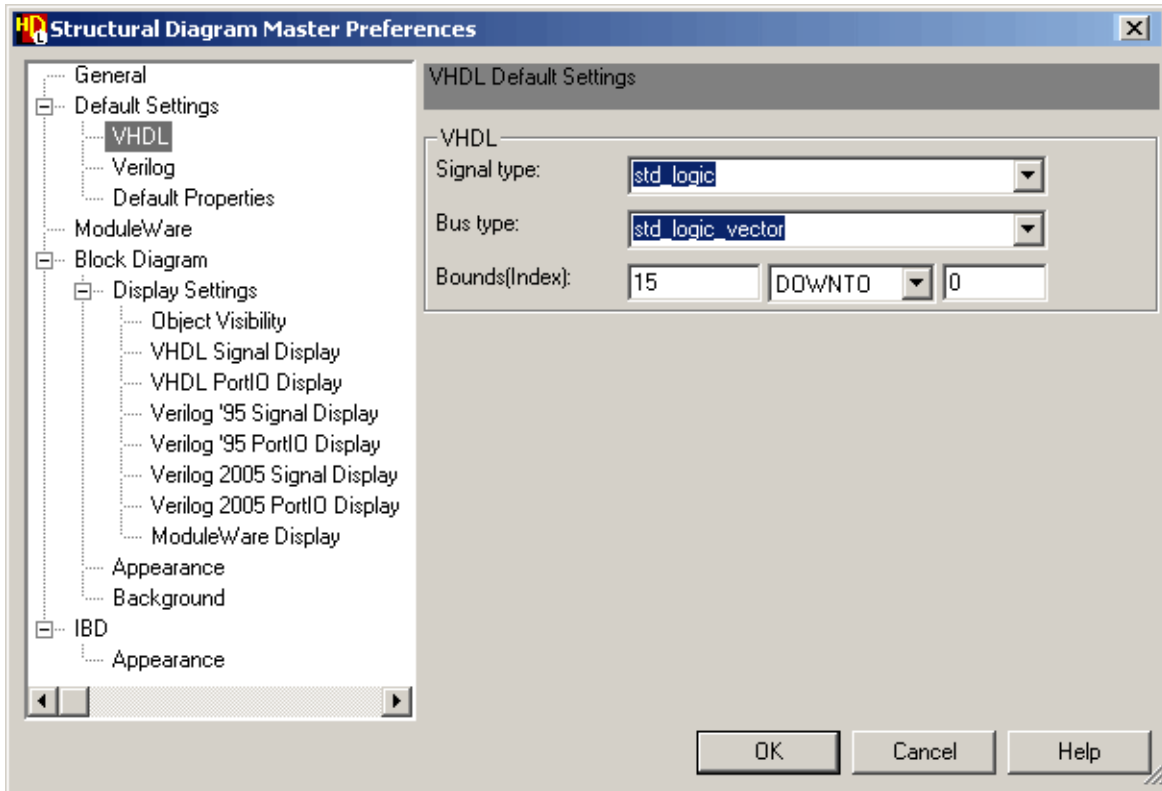 HD L Structural Diagram Master Preferences
General
Default Settings
VHDL
Verilog
Default Properties
ModuleWare
Block Diagram
Display Settings
Object Visibility
VHDL Signal Display
VHDL PortIO Display
Verilog '95 Signal Display
Verilog '95 PortIO Display
Verilog 2005 Signal Display
Verilog 2005 PortIO Display
ModuleWare Display
Appearance
Background
IBD
Appearance
VHDL Default Settings
VHDL
Signal type: std_logic
Bus type: std_logic_vector
Bounds(Index): 15 DOWNTO 0
OK Cancel Help